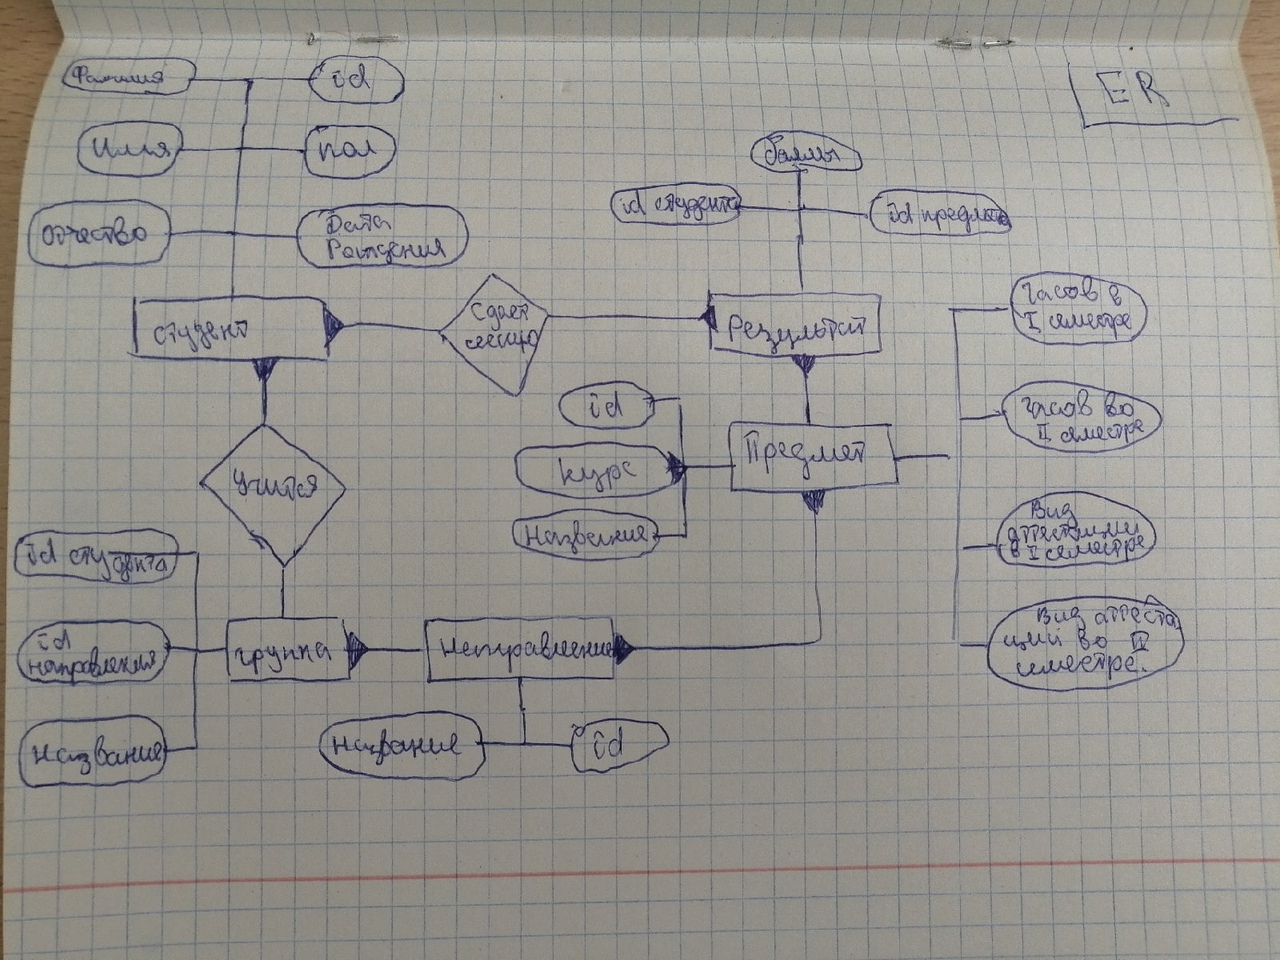 ER
Фамилия
id
Имя
пол
Отчество
Дата
Рождения
баллы
id студента
id предмета
студент
Сдает
сессию
Результат
Часов в
I семестре
Часов во
II семестре
id
курс
Название
Предмет
Вид
аттестации
в I семестре
Вид аттеста
ций во II
семестре.
Учится
id студента
id
направления
Название
группа
Направление
название
id